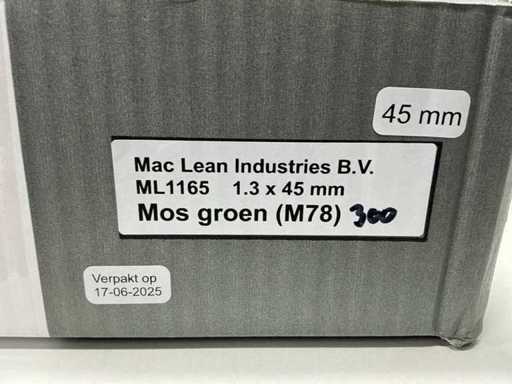 45 mm
Mac Lean Industries B.V.
ML1165 1.3 x 45 mm
Mos groen (M78) 300
Verpakt op
17-06-2025